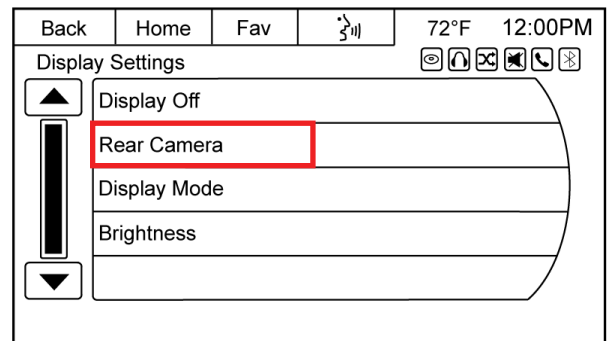 Back Home Fav 72°F 12:00PM
Display Settings
Display Off
Rear Camera
Display Mode
Brightness